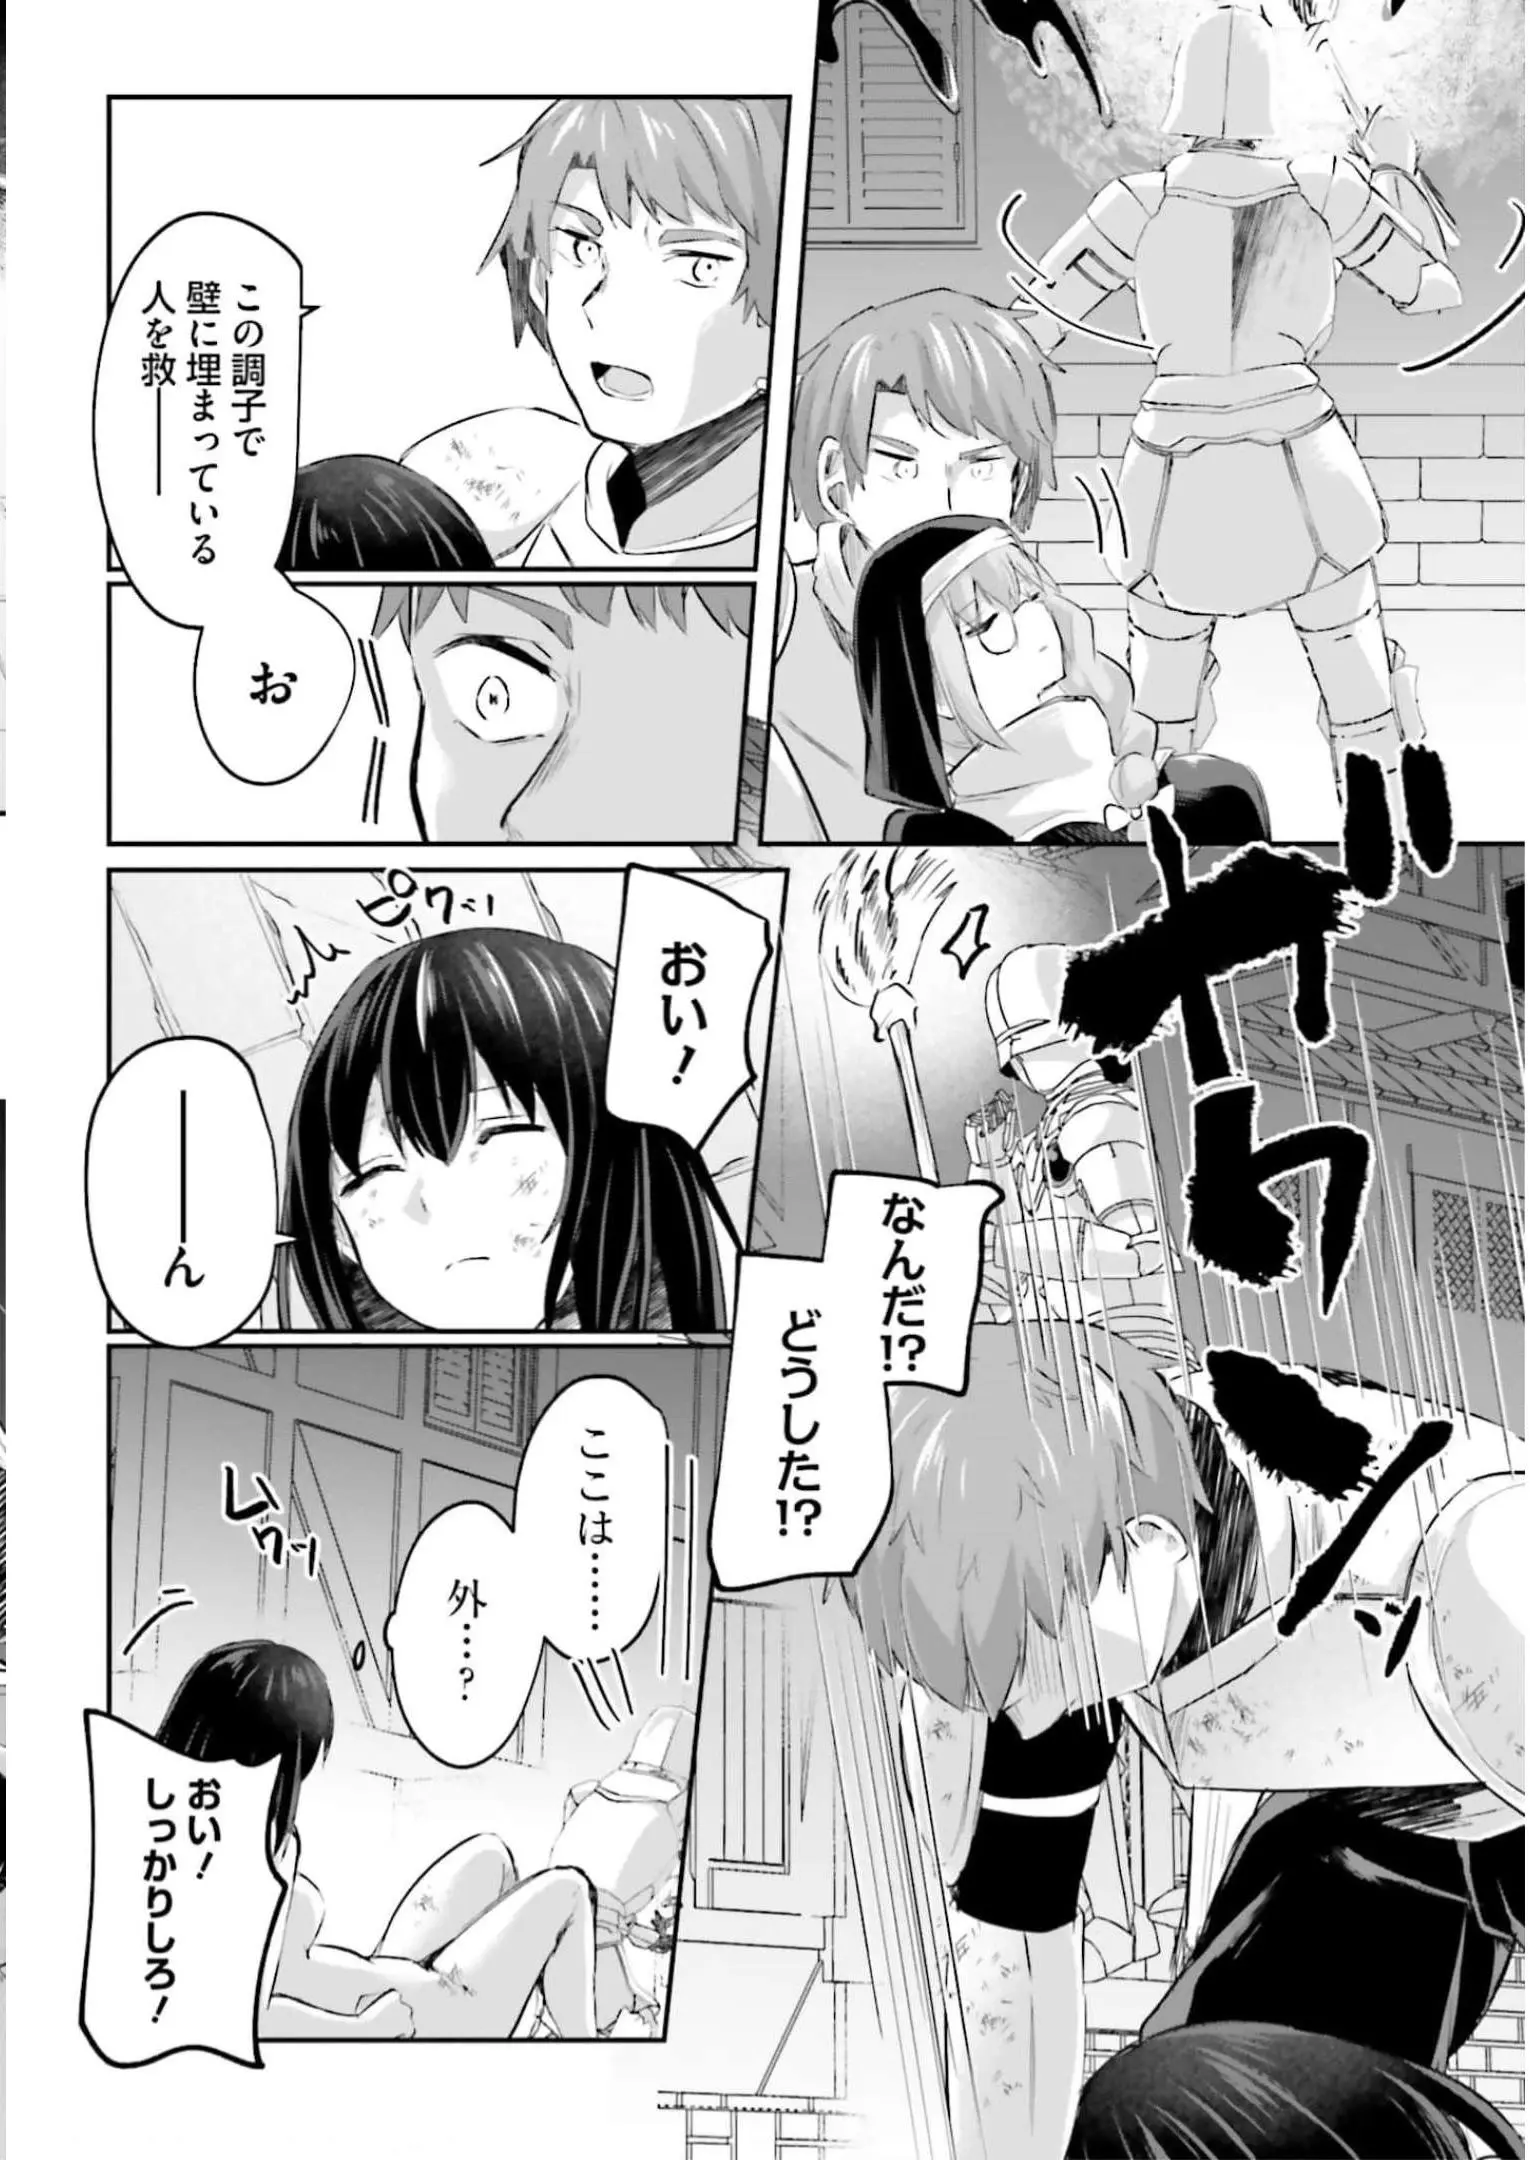 この調子で
壁に埋まっている
人を救――
お
ガクンッ
なんだ!?
どうした!?
おい！
ピクッ
――ん
ここは……
外…？
ムクッ
おい！
しっかりしろ！